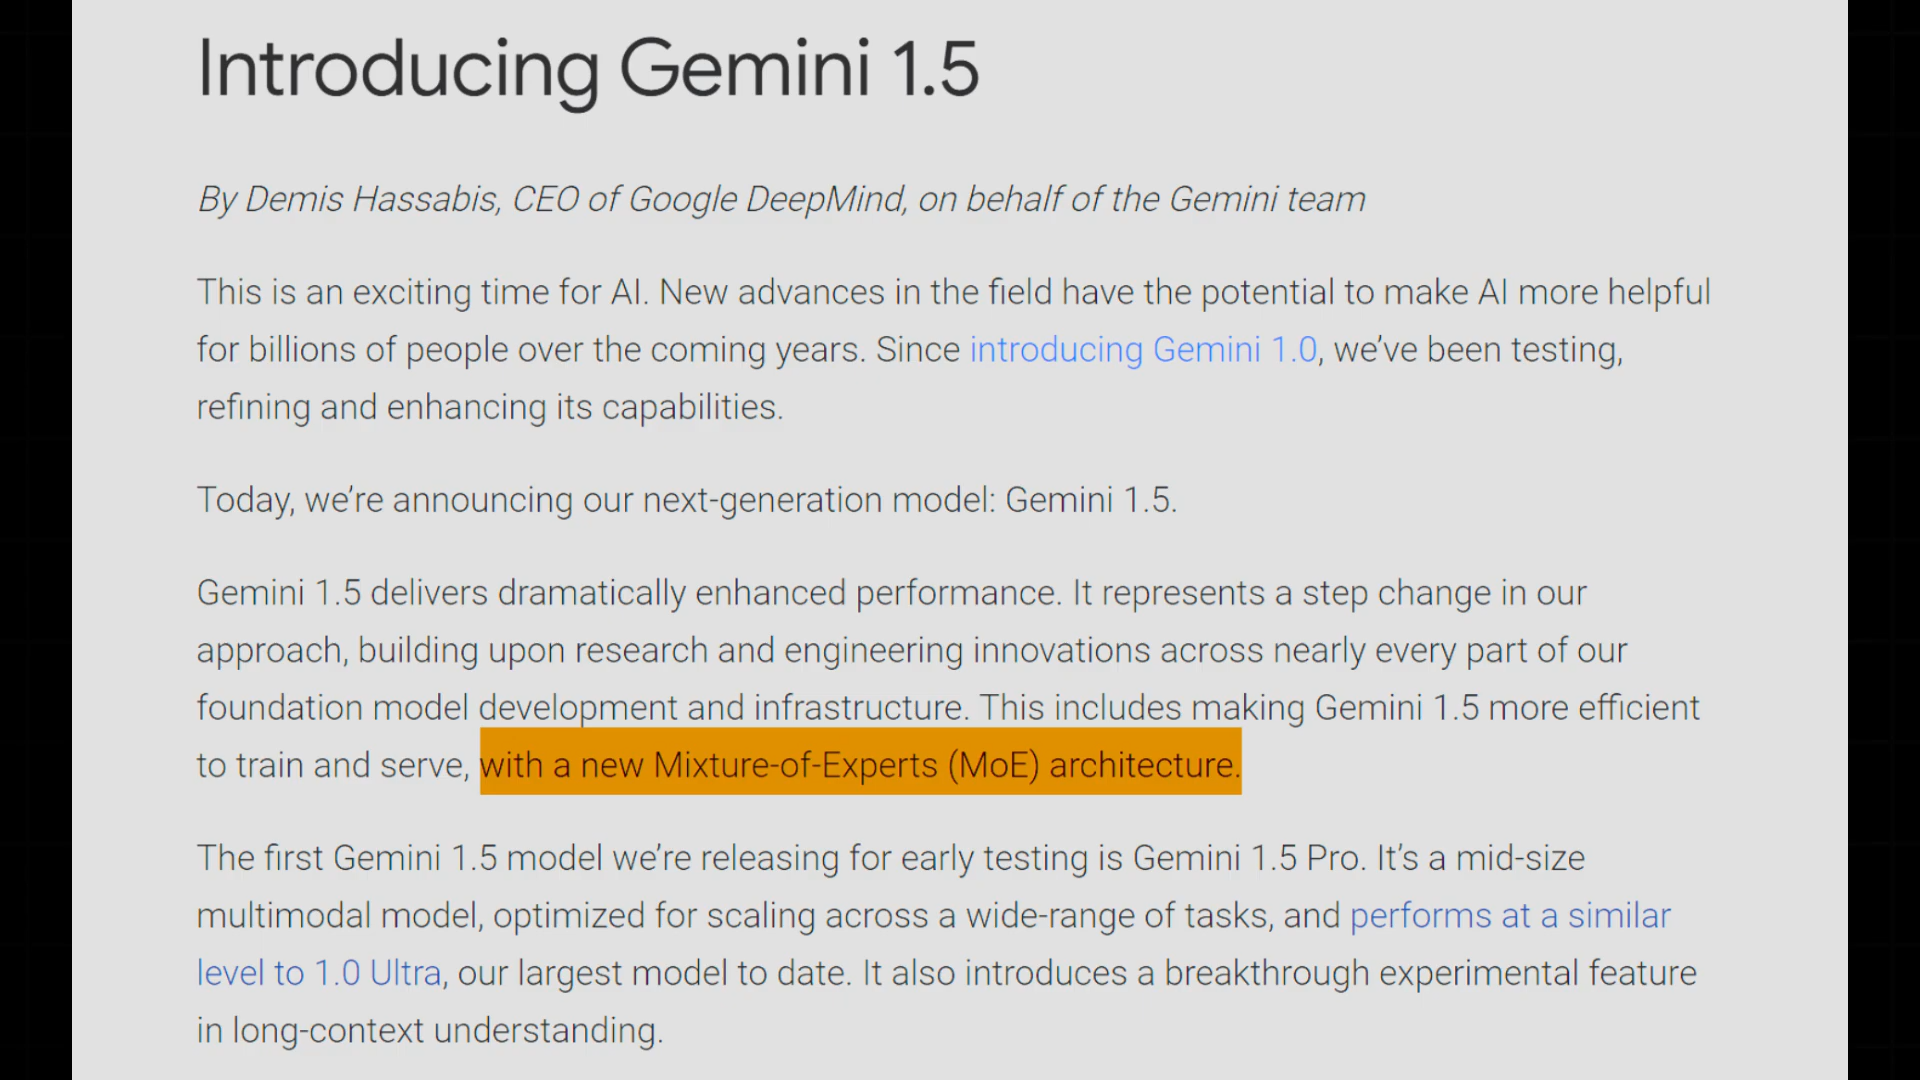 Introducing Gemini 1.5
By Demis Hassabis, CEO of Google DeepMind, on behalf of the Gemini team
This is an exciting time for AI. New advances in the field have the potential to make AI more helpful
for billions of people over the coming years. Since introducing Gemini 1.0, we’ve been testing,
refining and enhancing its capabilities.
Today, we’re announcing our next-generation model: Gemini 1.5.
Gemini 1.5 delivers dramatically enhanced performance. It represents a step change in our
approach, building upon research and engineering innovations across nearly every part of our
foundation model development and infrastructure. This includes making Gemini 1.5 more efficient
to train and serve, with a new Mixture-of-Experts (MoE) architecture.
The first Gemini 1.5 model we’re releasing for early testing is Gemini 1.5 Pro. It’s a mid-size
multimodal model, optimized for scaling across a wide-range of tasks, and performs at a similar
level to 1.0 Ultra, our largest model to date. It also introduces a breakthrough experimental feature
in long-context understanding.